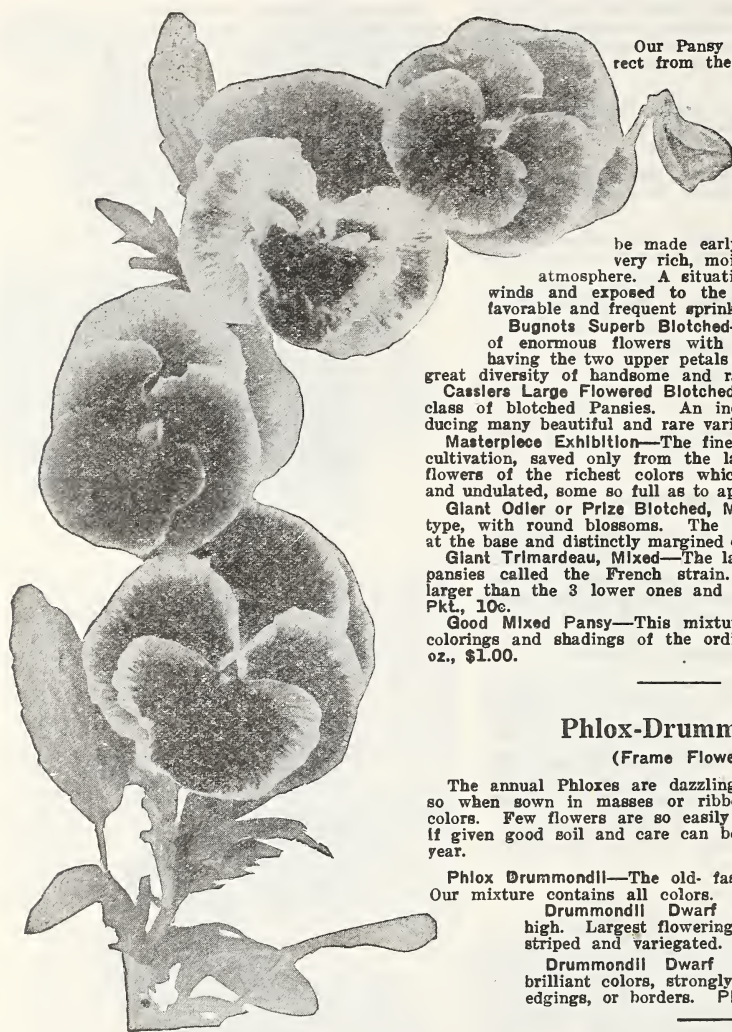 Our Pansy
rect from the
be made earl
very rich, moi
atmosphere. A situati
winds and exposed to the
favorable and frequent sprink
Bugnots Superb Blotched-
of enormous flowers with
having the two upper petals
great diversity of handsome and r
Cassiers Large Flowered Blotched
class of blotched Pansies. An in
ducing many beautiful and rare vari
Masterpiece Exhibition—The fine
cultivation, saved only from the la
flowers of the richest colors whic
and undulated, some so full as to ap
Giant Odier or Prize Blotched, M
type, with round blossoms. The
at the base and distinctly margined
Giant Trimardeau, Mixed—The la
pansies called the French strain.
larger than the 3 lower ones and
Pkt., 10c.
Good Mixed Pansy—This mixtu
colorings and shadings of the ordi
oz., $1.00.
Phlox-Drumm
(Frame Flowe
The annual Phloxes are dazzling
so when sown in masses or ribb
colors. Few flowers are so easily
if given good soil and care can be
year.
Phlox Drummondii—The old- fas
Our mixture contains all colors.
Drummondii Dwarf
high. Largest flowering
striped and variegated.
Drummondii Dwarf
brilliant colors, strongly
edgings, or borders. P